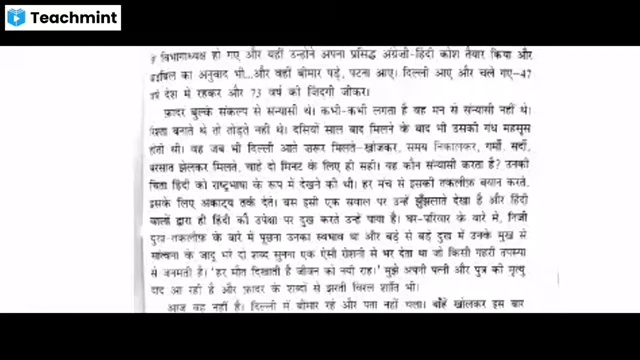 Teachmint
विभागाध्यक्ष हो गए और यहीं उन्होंने अपना प्रसिद्ध अंग्रेजी-हिंदी कोश तैयार किया और
बाइबिल का अनुवाद भी...और वहीं बीमार पड़े, पटना आए। दिल्ली आए और चले गए–47
वर्ष देश में रहकर और 73 वर्ष की जिंदगी जीकर।
फ़ादर बुल्के संकल्प से संन्यासी थे। कभी-कभी लगता है वह मन से संन्यासी नहीं थे।
रिश्ता बनाते थे तो तोड़ते नहीं थे। दसियों साल बाद मिलने के बाद भी उसकी गंध महसूस
होती थी। वह जब भी दिल्ली आते ज़रूर मिलते–खोजकर, समय निकालकर, गर्मी, सर्दी,
बरसात झेलकर मिलते, चाहे दो मिनट के लिए ही सही। यह कौन संन्यासी करता है? उनकी
चिंता हिंदी को राष्ट्रभाषा के रूप में देखने की थी। हर मंच से इसकी तकलीफ़ बयान करते,
इसके लिए अकाट्य तर्क देते। बस इसी एक सवाल पर उन्हें झुँझलाते देखा है और हिंदी
वालों द्वारा ही हिंदी की उपेक्षा पर दुख करते उन्हें पाया है। घर-परिवार के बारे में, निजी
दुख-तकलीफ़ के बारे में पूछना उनका स्वभाव था और बड़े से बड़े दुख में उनके मुख से
सांत्वना के जादू भरे दो शब्द सुनना एक ऐसी रोशनी से भर देता था जो किसी गहरी तपस्या
से जनमती है। 'हर मौत दिखाती है जीवन को नयी राह।' मुझे अपनी पत्नी और पुत्र की मृत्यु
याद आ रही है और फ़ादर के शब्दों से झरती विरल शांति भी।
आज वह नहीं है। दिल्ली में बीमार रहे और पता नहीं चला। बाँहें खोलकर इस बार